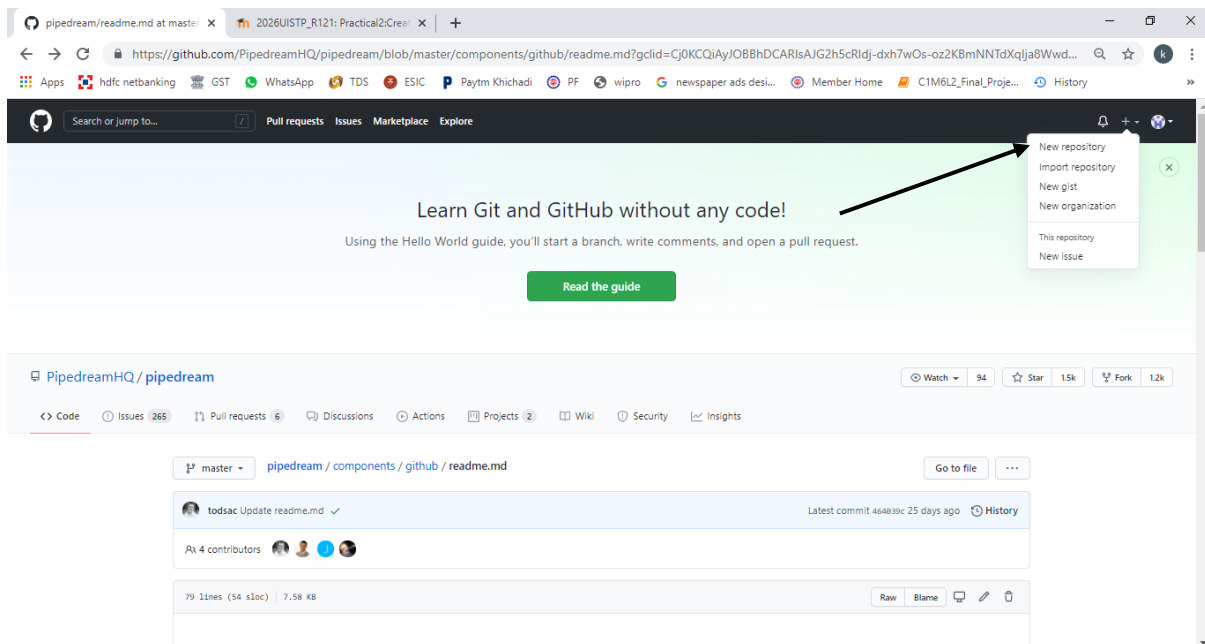 pipedream/readme.md at master
2026UISTP_R121: Practical2:Creat
https://github.com/PipedreamHQ/pipedream/blob/master/components/github/readme.md?gclid=Cj0KCQiAyJOBBhDCARIsAJG2h5cRIdj-dxh7wOs-oz2KBmNNTdXqIja8Wwd...
k
Apps hdfc netbanking GST WhatsApp TDS ESIC Paytm Khichadi PF wipro newspaper ads desi... Member Home C1M6L2_Final_Proje... History »
Search or jump to... / Pull requests Issues Marketplace Explore
New repository
Import repository
New gist
New organization
This repository
New issue
Learn Git and GitHub without any code!
Using the Hello World guide, you'll start a branch, write comments, and open a pull request.
Read the guide
PipedreamHQ / pipedream
Watch 94 Star 1.5k Fork 1.2k
Code Issues 265 Pull requests 6 Discussions Actions Projects 2 Wiki Security Insights
master pipedream / components / github / readme.md Go to file ...
todsac Update readme.md Latest commit 464039c 25 days ago History
4 contributors
79 lines (54 sloc) 7.58 KB Raw Blame